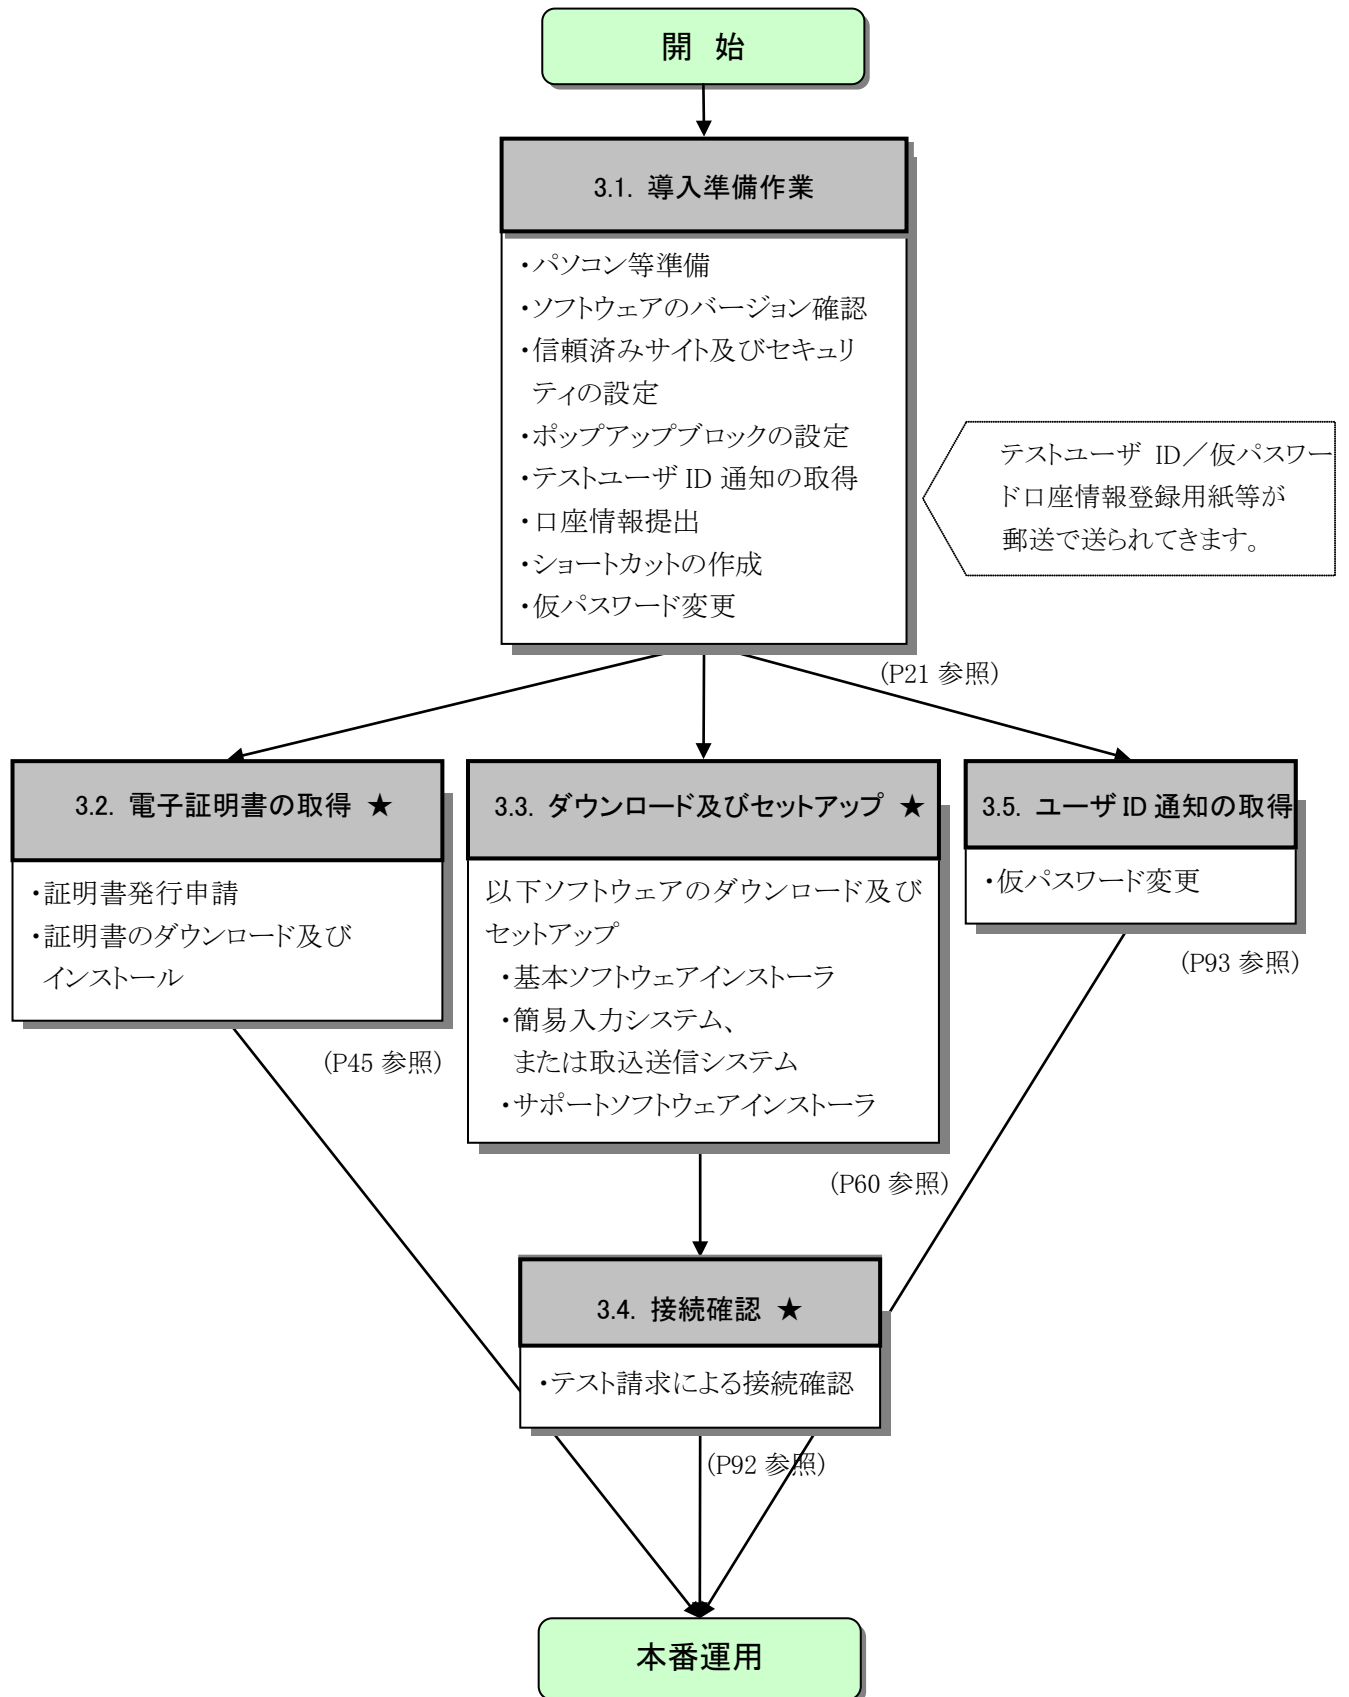 開　始
3.1. 導入準備作業
・パソコン等準備
・ソフトウェアのバージョン確認
・信頼済みサイト及びセキュリ
ティの設定
・ポップアップブロックの設定
・テストユーザ ID 通知の取得
・口座情報提出
・ショートカットの作成
・仮パスワード変更
テストユーザ ID／仮パスワー
ド口座情報登録用紙等が
郵送で送られてきます。
(P21 参照)
3.2. 電子証明書の取得 ★
・証明書発行申請
・証明書のダウンロード及び
インストール
(P45 参照)
3.3. ダウンロード及びセットアップ ★
以下ソフトウェアのダウンロード及び
セットアップ
・基本ソフトウェアインストーラ
・簡易入力システム、
または取込送信システム
・サポートソフトウェアインストーラ
(P60 参照)
3.5. ユーザ ID 通知の取得
・仮パスワード変更
(P93 参照)
3.4. 接続確認 ★
・テスト請求による接続確認
(P92 参照)
本番運用